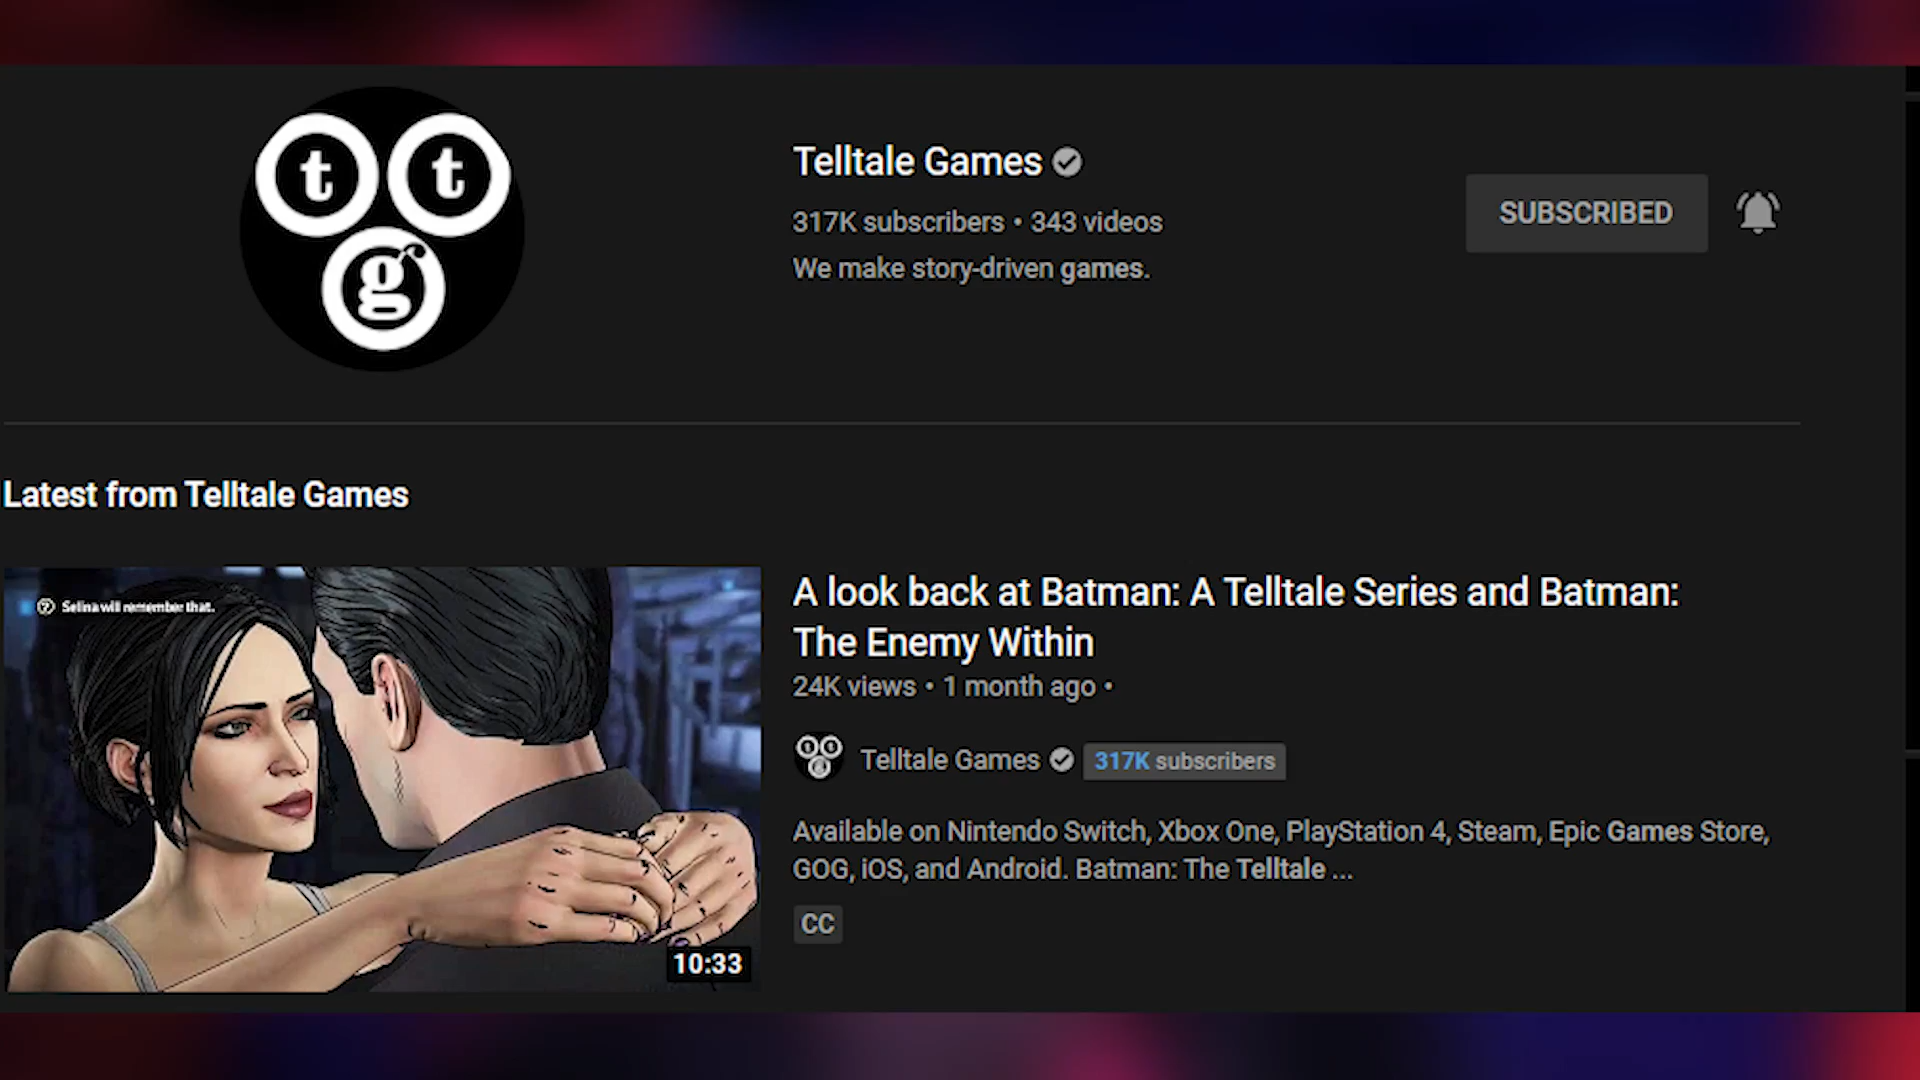 t t
g
Telltale Games
317K subscribers • 343 videos
We make story-driven games.
SUBSCRIBED
Latest from Telltale Games
Selina will remember that.
10:33
A look back at Batman: A Telltale Series and Batman:
The Enemy Within
24K views • 1 month ago •
t t
g
Telltale Games 317K subscribers
Available on Nintendo Switch, Xbox One, PlayStation 4, Steam, Epic Games Store,
GOG, iOS, and Android. Batman: The Telltale ...
CC